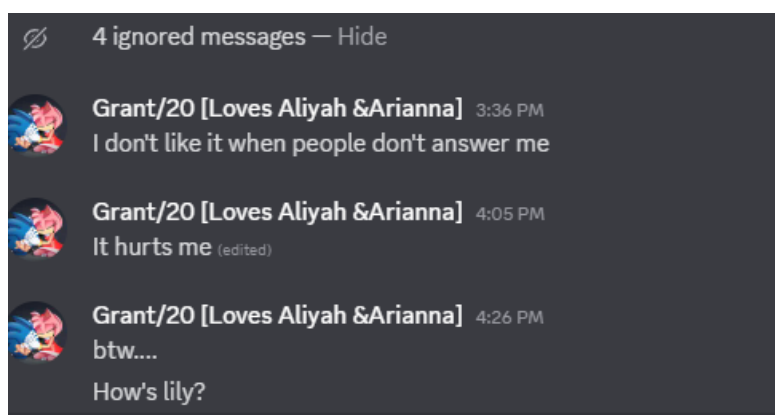 4 ignored messages — Hide
Grant/20 [Loves Aliyah &Arianna] 3:36 PM
I don't like it when people don't answer me
Grant/20 [Loves Aliyah &Arianna] 4:05 PM
It hurts me (edited)
Grant/20 [Loves Aliyah &Arianna] 4:26 PM
btw....
How's lily?